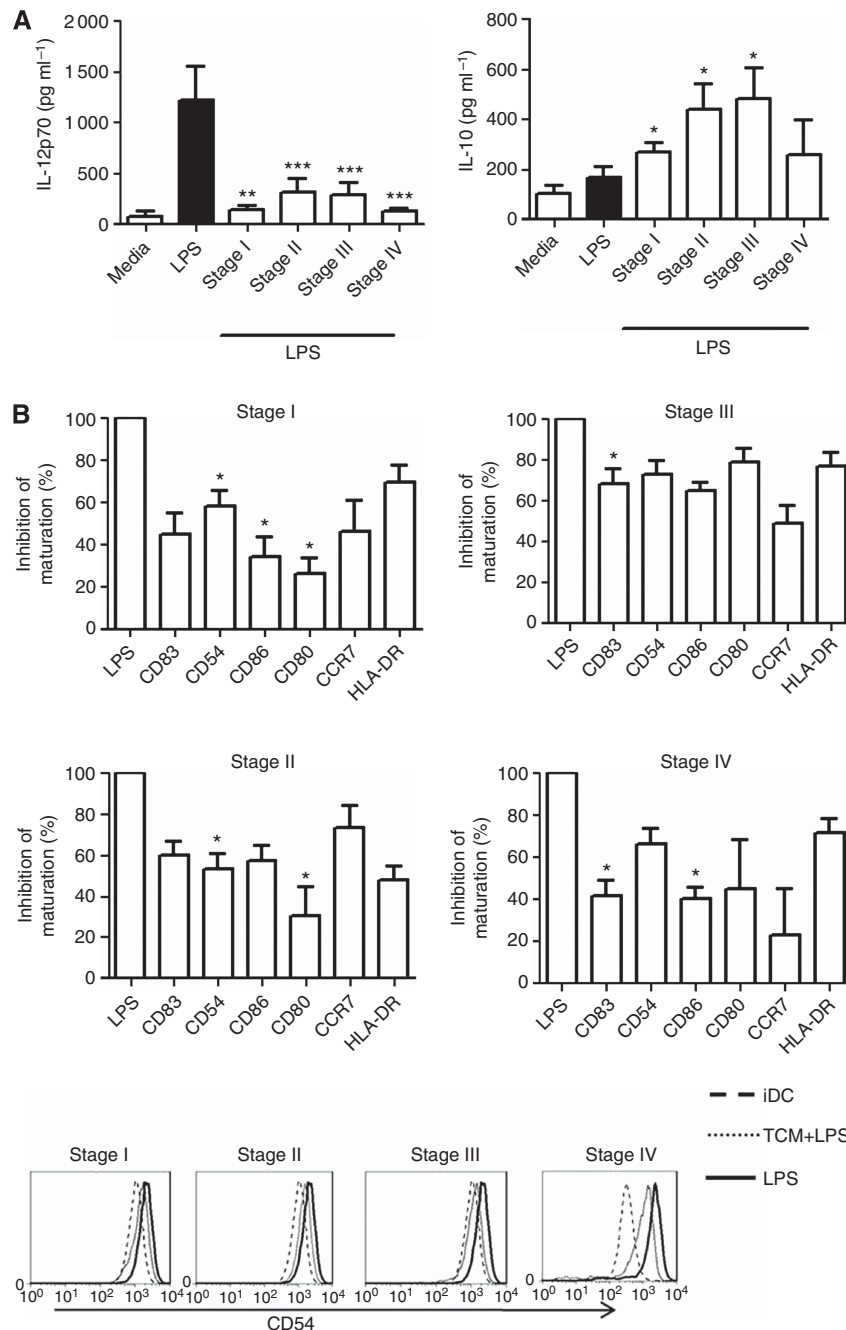 A
IL-12p70 (pg ml⁻¹)
2 000
1 500
1 000
500
0
** *** *** ***
Media LPS Stage I Stage II Stage III Stage IV
LPS
IL-10 (pg ml⁻¹)
800
600
400
200
0
* * *
Media LPS Stage I Stage II Stage III Stage IV
LPS
B
Stage I
Inhibition of
maturation (%)
100
80
60
40
20
0
* * *
LPS CD83 CD54 CD86 CD80 CCR7 HLA-DR
Stage III
Inhibition of
maturation (%)
100
80
60
40
20
0
*
LPS CD83 CD54 CD86 CD80 CCR7 HLA-DR
Stage II
Inhibition of
maturation (%)
100
80
60
40
20
0
* *
LPS CD83 CD54 CD86 CD80 CCR7 HLA-DR
Stage IV
Inhibition of
maturation (%)
100
80
60
40
20
0
* *
LPS CD83 CD54 CD86 CD80 CCR7 HLA-DR
iDC
TCM+LPS
LPS
Stage I
0
10⁰ 10¹ 10² 10³ 10⁴
Stage II
0
10⁰ 10¹ 10² 10³ 10⁴
Stage III
0
10⁰ 10¹ 10² 10³ 10⁴
Stage IV
0
10⁰ 10¹ 10² 10³ 10⁴
CD54